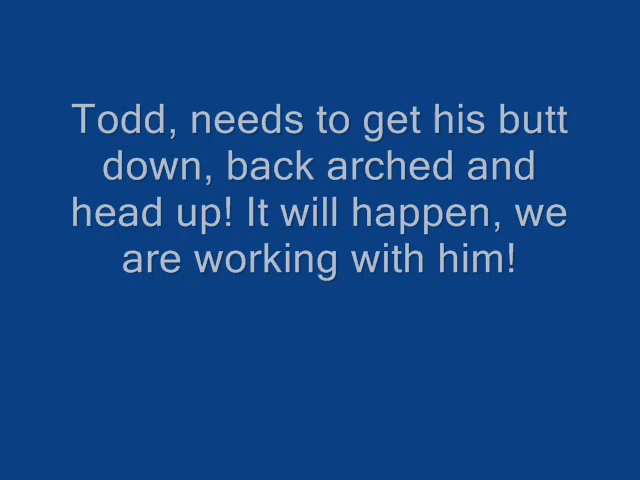 Todd, needs to get his butt
down, back arched and
head up! It will happen, we
are working with him!